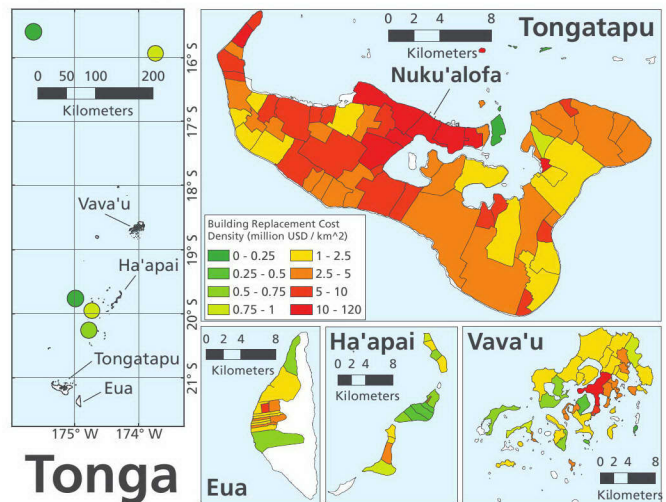 0 50 100 200
Kilometers
Vava'u
Ha'apai
Tongatapu
Eua
16°S
17°S
18°S
19°S
20°S
21°S
175° W 174° W
Tonga
Tongatapu
0 2 4 8
Kilometers
Nuku'alofa
Building Replacement Cost
Density (million USD / km^2)
0 - 0.25
0.25 - 0.5
0.5 - 0.75
0.75 - 1
1 - 2.5
2.5 - 5
5 - 10
10 - 120
0 2 4 8
Kilometers
Eua
Ha'apai
0 2 4 8
Kilometers
Vava'u
0 2 4 8
Kilometers